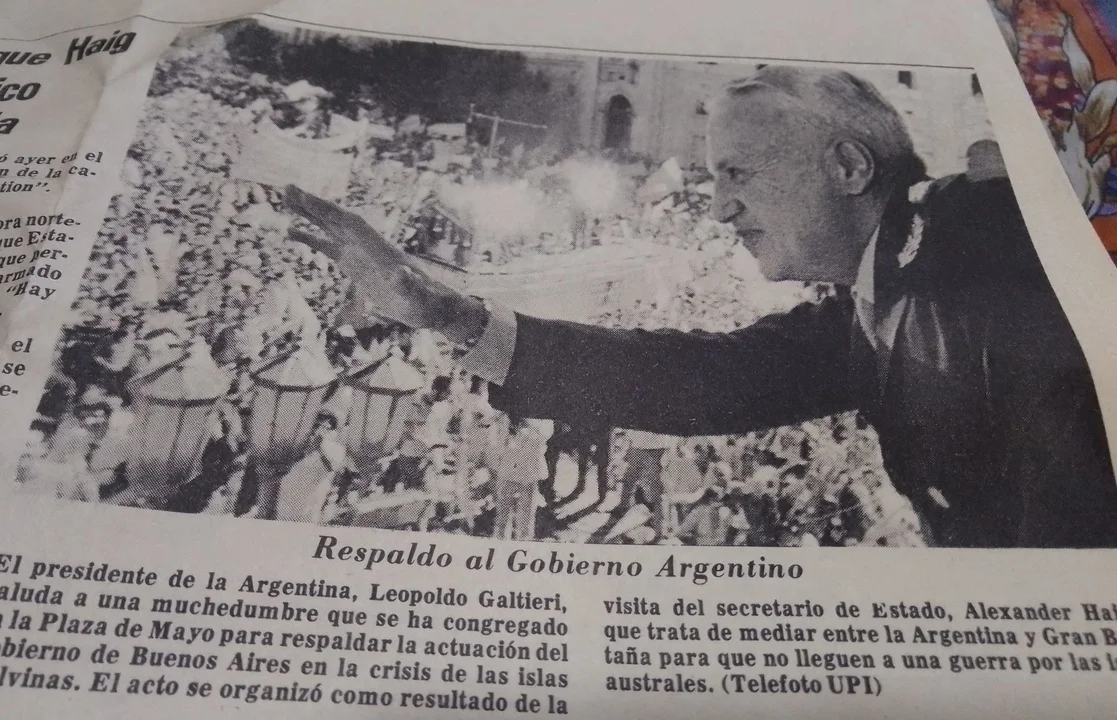 que Haig
ico
a
ó ayer en el
n de la ca-
tion".
ora norte-
que Esta-
que per-
armado
"Hay
el
se
e-
Respaldo al Gobierno Argentino
El presidente de la Argentina, Leopoldo Galtieri,
aluda a una muchedumbre que se ha congregado
n la Plaza de Mayo para respaldar la actuación del
obierno de Buenos Aires en la crisis de las islas
lvinas. El acto se organizó como resultado de la
visita del secretario de Estado, Alexander Hai
que trata de mediar entre la Argentina y Gran B
taña para que no lleguen a una guerra por las i
australes. (Telefoto UPI)